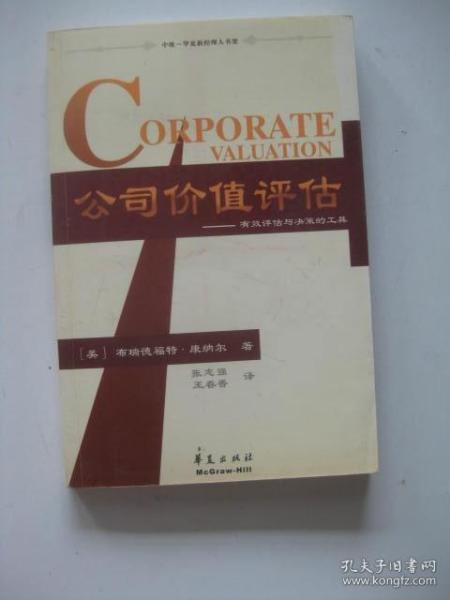 中欧－华夏新经理人书架
CORPORATE
VALUATION
公司价值评估
——有效评估与决策的工具
[美] 布瑞德福特·康纳尔 著
张志强
王春香 译
华夏出版社
McGraw-Hill
孔夫子旧书网
www.kongfz.com